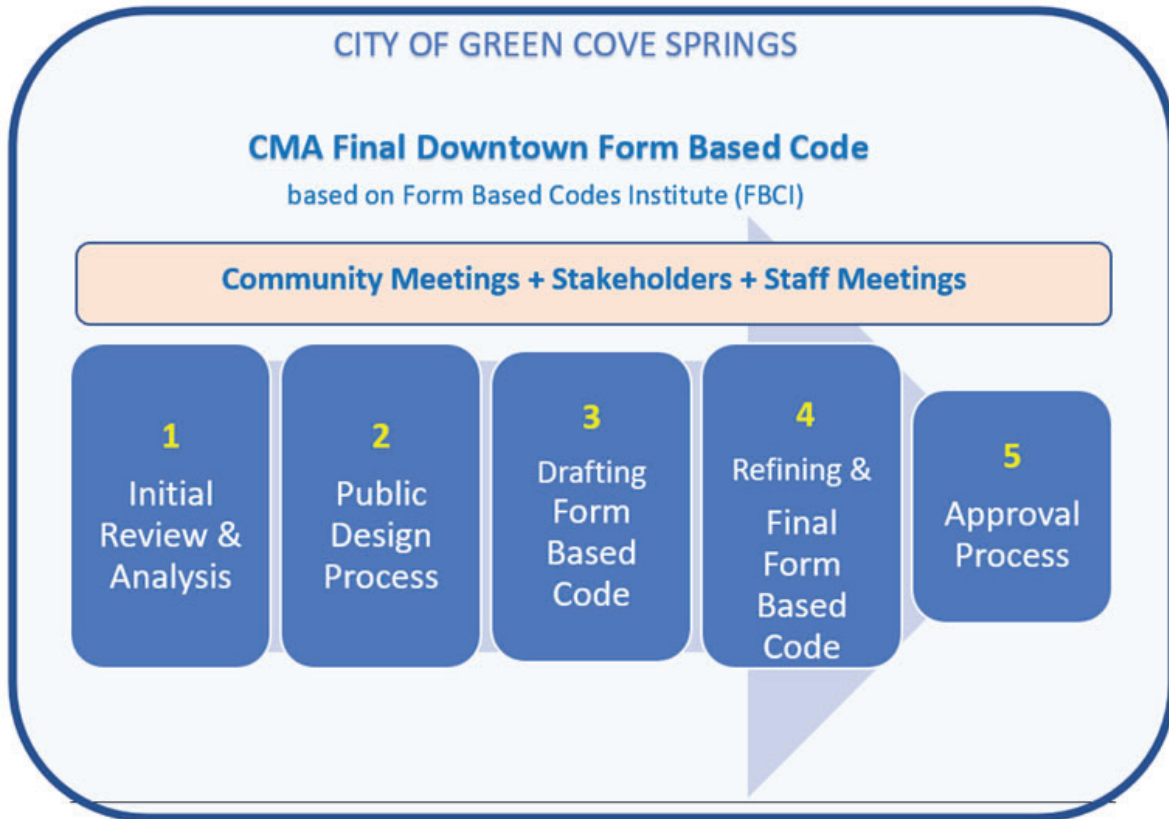 CITY OF GREEN COVE SPRINGS
CMA Final Downtown Form Based Code
based on Form Based Codes Institute (FBCI)
Community Meetings + Stakeholders + Staff Meetings
1
Initial
Review &
Analysis
2
Public
Design
Process
3
Drafting
Form
Based
Code
4
Refining &
Final
Form
Based
Code
5
Approval
Process